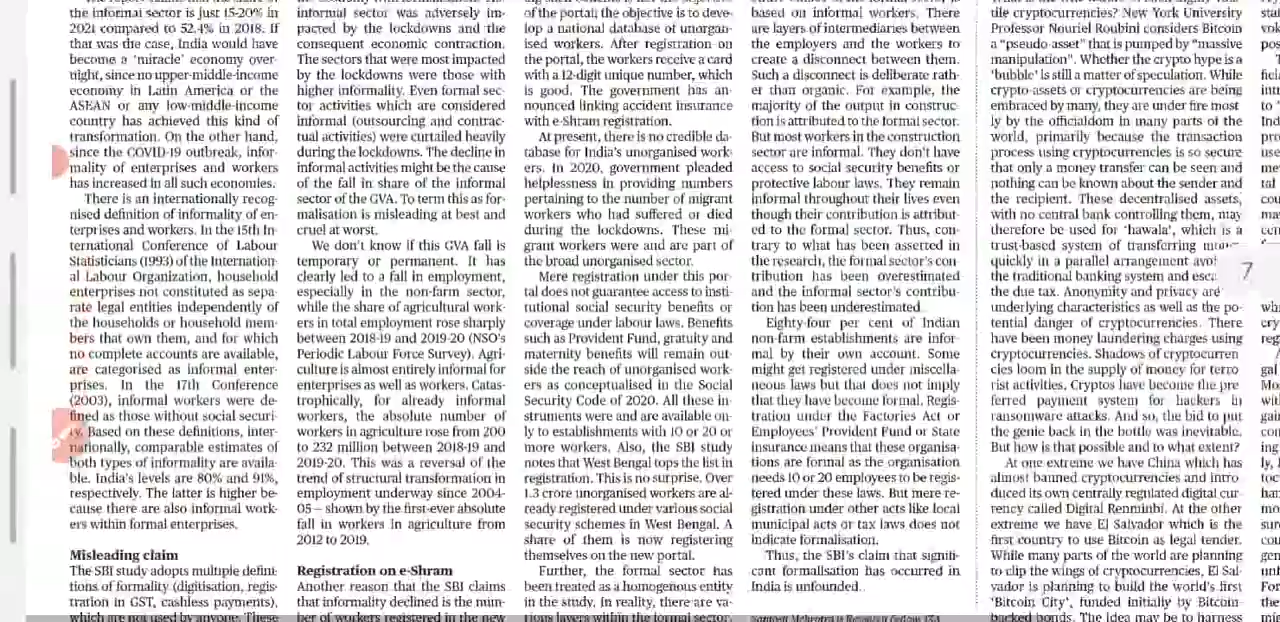 the informal sector is just 15-20% in
2021 compared to 52.4% in 2018. If
that was the case, India would have
become a 'miracle' economy over-
night, since no upper-middle-income
economy in Latin America or the
ASEAN or any low-middle-income
country has achieved this kind of
transformation. On the other hand,
since the COVID-19 outbreak, infor-
mality of enterprises and workers
has increased in all such economies.
There is an internationally recog-
nised definition of informality of en-
terprises and workers. In the 15th In-
ternational Conference of Labour
Statisticians (1993) of the Internation-
al Labour Organization, household
enterprises not constituted as sepa-
rate legal entities independently of
the households or household mem-
bers that own them, and for which
no complete accounts are available,
are categorised as informal enter-
prises. In the 17th Conference
(2003), informal workers were de-
fined as those without social securi-
ty. Based on these definitions, inter-
nationally, comparable estimates of
both types of informality are availa-
ble. India's levels are 80% and 91%,
respectively. The latter is higher be-
cause there are also informal work-
ers within formal enterprises.
Misleading claim
The SBI study adopts multiple defini-
tions of formality (digitisation, regis-
tration in GST, cashless payments),
which are not used by anyone. These
informal sector was adversely im-
pacted by the lockdowns and the
consequent economic contraction.
The sectors that were most impacted
by the lockdowns were those with
higher informality. Even formal sec-
tor activities which are considered
informal (outsourcing and contrac-
tual activities) were curtailed heavily
during the lockdowns. The decline in
informal activities might be the cause
of the fall in share of the informal
sector of the GVA. To term this as for-
malisation is misleading at best and
cruel at worst.
We don't know if this GVA fall is
temporary or permanent. It has
clearly led to a fall in employment,
especially in the non-farm sector,
while the share of agricultural work-
ers in total employment rose sharply
between 2018-19 and 2019-20 (NSO's
Periodic Labour Force Survey). Agri-
culture is almost entirely informal for
enterprises as well as workers. Catas-
trophically, for already informal
workers, the absolute number of
workers in agriculture rose from 200
to 232 million between 2018-19 and
2019-20. This was a reversal of the
trend of structural transformation in
employment underway since 2004-
05 – shown by the first-ever absolute
fall in workers in agriculture from
2012 to 2019.
Registration on e-Shram
Another reason that the SBI claims
that informality declined is the num-
ber of workers registered in the new
of the portal; the objective is to deve-
lop a national database of unorgan-
ised workers. After registration on
the portal, the workers receive a card
with a 12-digit unique number, which
is good. The government has an-
nounced linking accident insurance
with e-Shram registration.
At present, there is no credible da-
tabase for India's unorganised work-
ers. In 2020, government pleaded
helplessness in providing numbers
pertaining to the number of migrant
workers who had suffered or died
during the lockdowns. These mi-
grant workers were and are part of
the broad unorganised sector.
Mere registration under this por-
tal does not guarantee access to insti-
tutional social security benefits or
coverage under labour laws. Benefits
such as Provident Fund, gratuity and
maternity benefits will remain out-
side the reach of unorganised work-
ers as conceptualised in the Social
Security Code of 2020. All these in-
struments were and are available on-
ly to establishments with 10 or 20 or
more workers. Also, the SBI study
notes that West Bengal tops the list in
registration. This is no surprise. Over
1.3 crore unorganised workers are al-
ready registered under various social
security schemes in West Bengal. A
share of them is now registering
themselves on the new portal.
Further, the formal sector has
been treated as a homogenous entity
in the study. In reality, there are va-
rious layers within the formal sector,
based on informal workers. There
are layers of intermediaries between
the employers and the workers to
create a disconnect between them.
Such a disconnect is deliberate rath-
er than organic. For example, the
majority of the output in construc-
tion is attributed to the formal sector.
But most workers in the construction
sector are informal. They don't have
access to social security benefits or
protective labour laws. They remain
informal throughout their lives even
though their contribution is attribut-
ed to the formal sector. Thus, con-
trary to what has been asserted in
the research, the formal sector's con-
tribution has been overestimated
and the informal sector's contribu-
tion has been underestimated.
Eighty-four per cent of Indian
non-farm establishments are infor-
mal by their own account. Some
might get registered under miscella-
neous laws but that does not imply
that they have become formal. Regis-
tration under the Factories Act or
Employees' Provident Fund or State
Insurance means that these organisa-
tions are formal as the organisation
needs 10 or 20 employees to be regis-
tered under these laws. But mere re-
gistration under other acts like local
municipal acts or tax laws does not
indicate formalisation.
Thus, the SBI's claim that signifi-
cant formalisation has occurred in
India is unfounded.
tile cryptocurrencies? New York University
Professor Nouriel Roubini considers Bitcoin
a "pseudo-asset" that is pumped by "massive
manipulation". Whether the crypto hype is a
'bubble' is still a matter of speculation. While
crypto-assets or cryptocurrencies are being
embraced by many, they are under fire most
ly by the officialdom in many parts of the
world, primarily because the transaction
process using cryptocurrencies is so secure
that only a money transfer can be seen and
nothing can be known about the sender and
the recipient. These decentralised assets,
with no central bank controlling them, may
therefore be used for 'hawala', which is a
trust-based system of transferring
quickly in a parallel arrangement
the traditional banking system and
the due tax. Anonymity and privacy are
underlying characteristics as well as the po-
tential danger of cryptocurrencies. There
have been money laundering charges using
cryptocurrencies. Shadows of cryptocurren
cies loom in the supply of money for terro
rist activities. Cryptos have become the pre
ferred payment system for hackers in
ransomware attacks. And so, the bid to put
the genie back in the bottle was inevitable.
But how is that possible and to what extent?
At one extreme we have China which has
almost banned cryptocurrencies and intro
duced its own centrally regulated digital cur-
rency called Digital Renminbi. At the other
extreme we have El Salvador which is the
first country to use Bitcoin as legal tender.
While many parts of the world are planning
to clip the wings of cryptocurrencies, El Sal-
vador is planning to build the world's first
'Bitcoin City', funded initially by Bitcoin-
backed bonds. The idea may be to harness
7